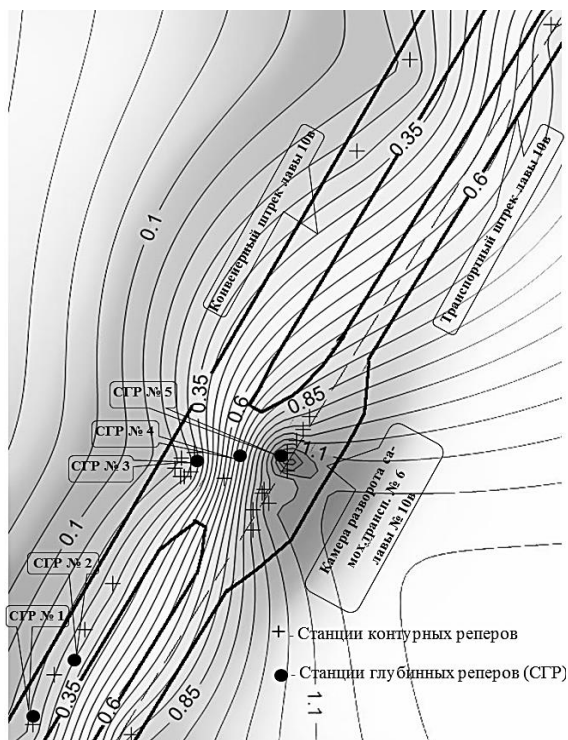 0.35
0.1
0.6
Конвенерный штрек лавы 10в
Транспортный штрек лавы 10в
СГР № 5
0.35
0.85
СГР № 4
0.6
СГР № 3
1.1
Камера разворота са-
мох.трансп. № 6
лавы № 10в
0.1
СГР № 2
СГР № 1
+ - Станции контурных реперов
● - Станции глубинных реперов (СГР)
0.35
0.85
0.6
1.1